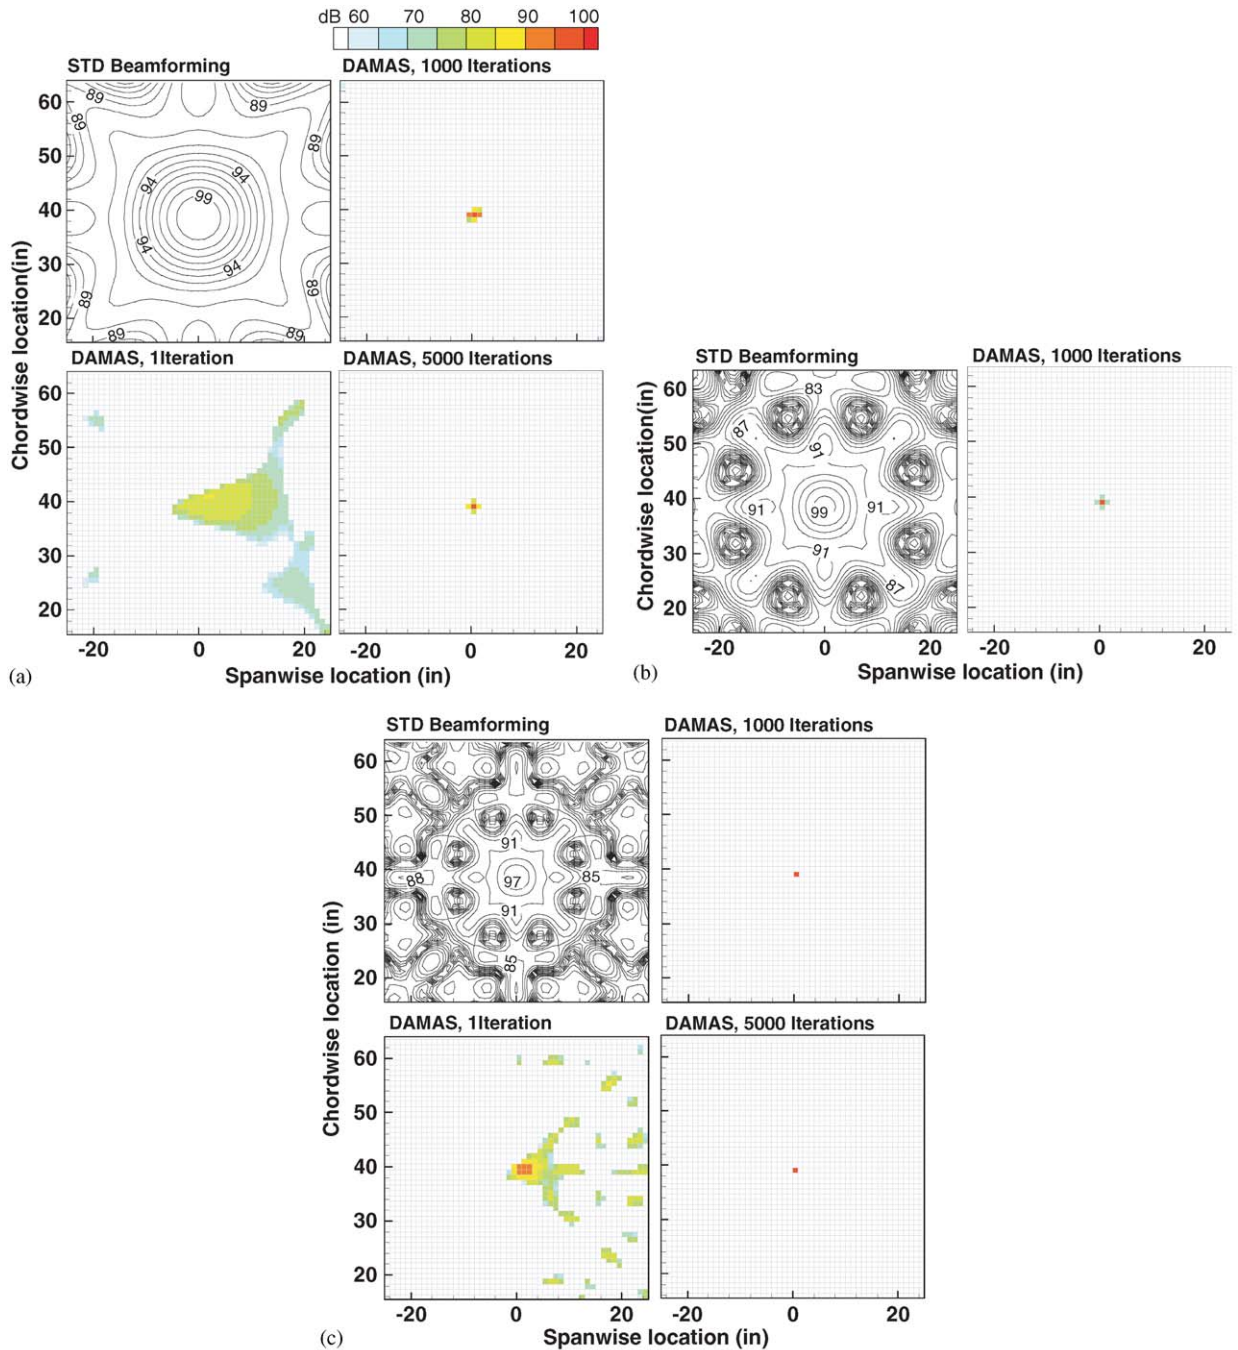 dB 60 70 80 90 100
STD Beamforming
DAMAS, 1000 Iterations
60
50
40
30
20
89 89 89 89 94 94 99 94 94 89 89 89 89
Chordwise location(in)
DAMAS, 1Iteration
DAMAS, 5000 Iterations
60
50
40
30
20
-20 0 20 -20 0 20
Spanwise location (in)
(a)
STD Beamforming
DAMAS, 1000 Iterations
60
50
40
30
20
83 87 91 91 99 91 91 87
Chordwise location(in)
-20 0 20 -20 0 20
Spanwise location (in)
(b)
STD Beamforming
DAMAS, 1000 Iterations
60
50
40
30
20
91 88 97 85 91 85
Chordwise location (in)
DAMAS, 1Iteration
DAMAS, 5000 Iterations
60
50
40
30
20
-20 0 20 -20 0 20
Spanwise location (in)
(c)